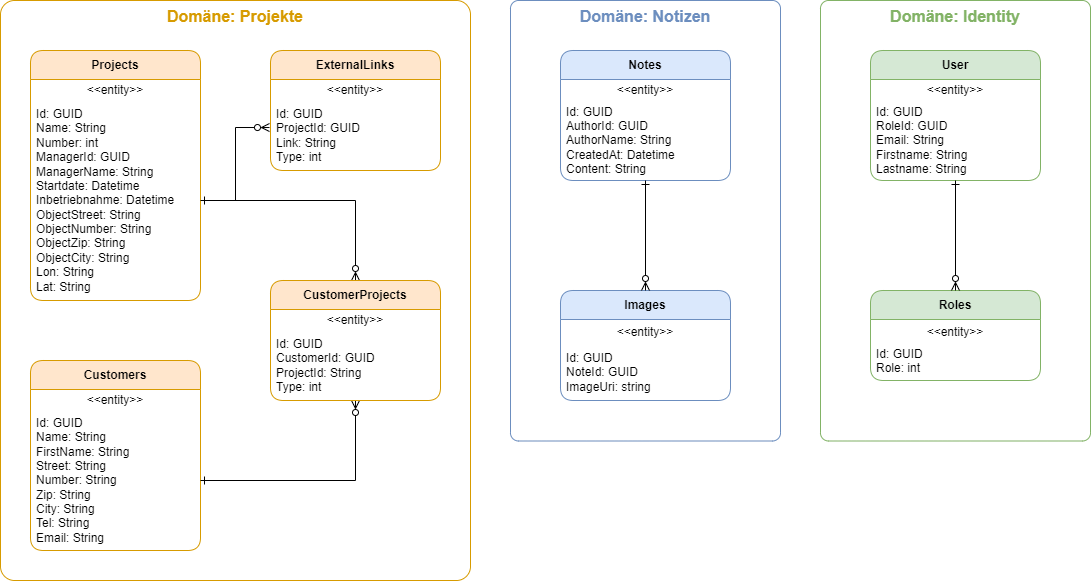 Domäne: Projekte
Projects
<<entity>>
Id: GUID
Name: String
Number: int
ManagerId: GUID
ManagerName: String
Startdate: Datetime
Inbetriebnahme: Datetime
ObjectStreet: String
ObjectNumber: String
ObjectZip: String
ObjectCity: String
Lon: String
Lat: String
ExternalLinks
<<entity>>
Id: GUID
ProjectId: GUID
Link: String
Type: int
CustomerProjects
<<entity>>
Id: GUID
CustomerId: GUID
ProjectId: String
Type: int
Customers
<<entity>>
Id: GUID
Name: String
FirstName: String
Street: String
Number: String
Zip: String
City: String
Tel: String
Email: String
Domäne: Notizen
Notes
<<entity>>
Id: GUID
AuthorId: GUID
AuthorName: String
CreatedAt: Datetime
Content: String
Images
<<entity>>
Id: GUID
NoteId: GUID
ImageUri: string
Domäne: Identity
User
<<entity>>
Id: GUID
RoleId: GUID
Email: String
Firstname: String
Lastname: String
Roles
<<entity>>
Id: GUID
Role: int